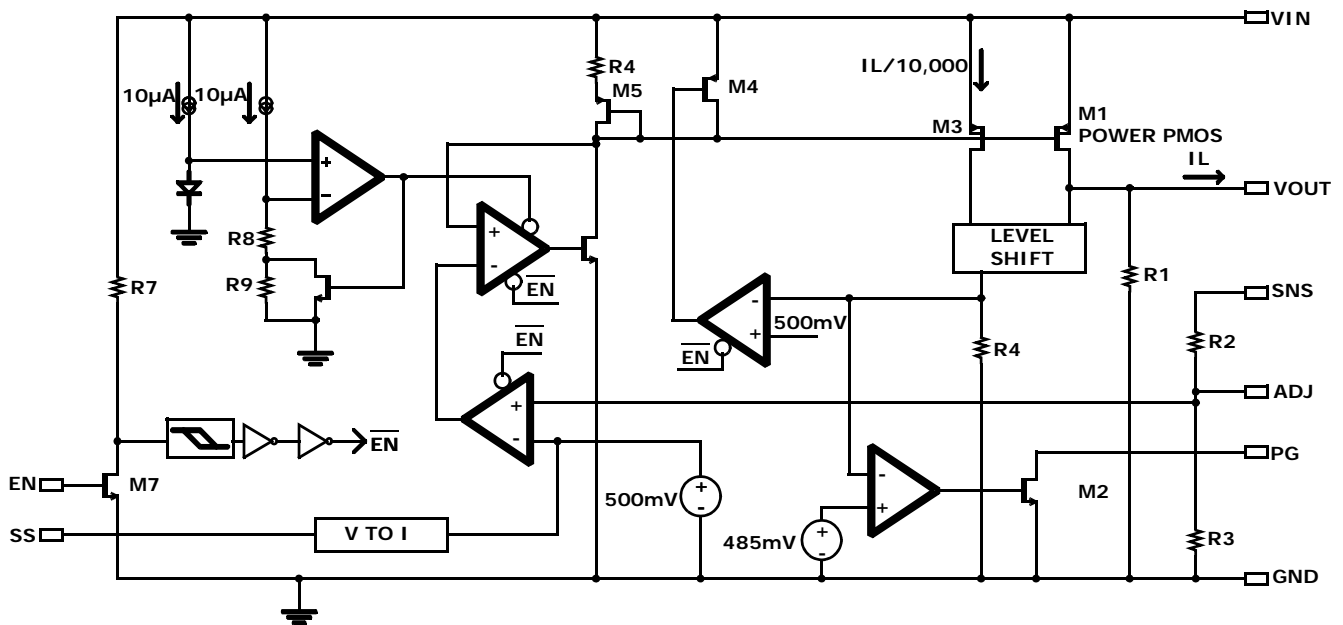 VIN
R4
IL/10,000
10µA
10µA
M5
M4
M1
M3
POWER PMOS
IL
+
-
VOUT
R8
+
-
LEVEL
SHIFT
R7
R9
EN
R1
SNS
-
500mV
+
EN
EN
R4
R2
+
-
ADJ
EN
PG
EN
M7
500mV
+
-
-
+
M2
SS
V TO I
485mV
+
-
R3
GND